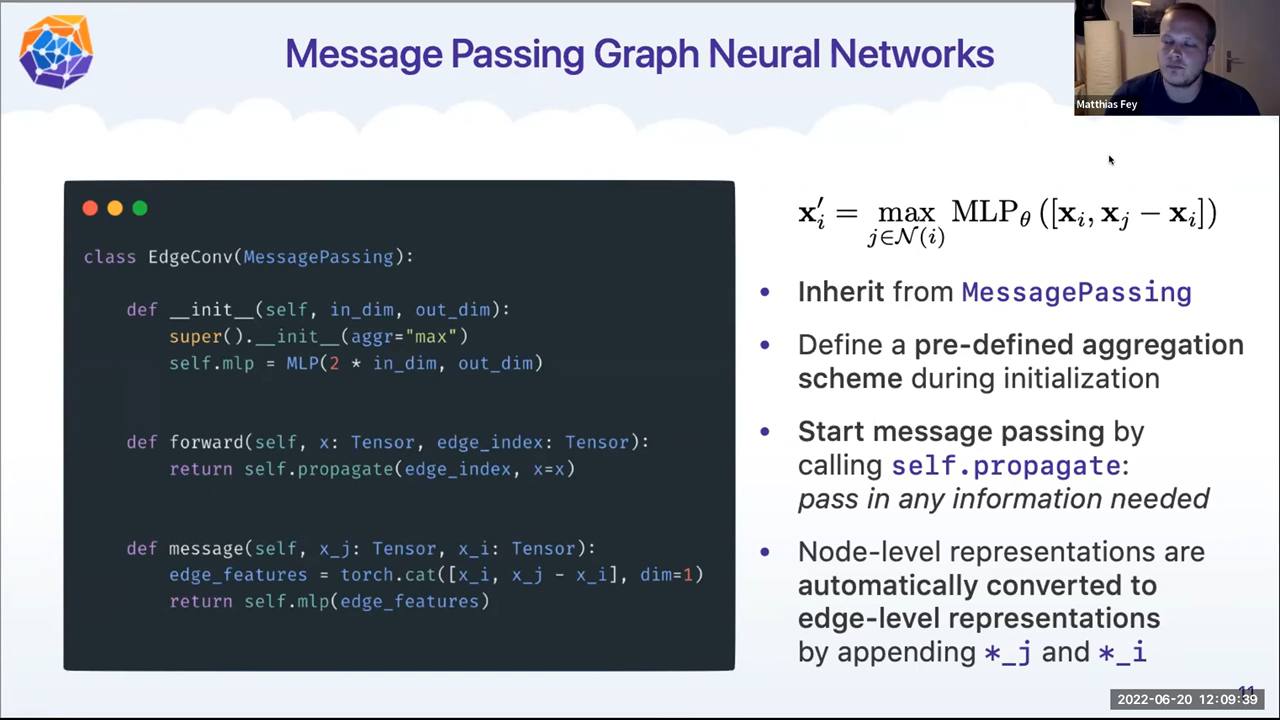 Message Passing Graph Neural Networks
Matthias Fey
class EdgeConv(MessagePassing):
def __init__(self, in_dim, out_dim):
super().__init__(aggr="max")
self.mlp = MLP(2 * in_dim, out_dim)
def forward(self, x: Tensor, edge_index: Tensor):
return self.propagate(edge_index, x=x)
def message(self, x_j: Tensor, x_i: Tensor):
edge_features = torch.cat([x_i, x_j - x_i], dim=1)
return self.mlp(edge_features)
x′_i = max_{j∈N(i)} MLP_θ ([x_i, x_j − x_i])
• Inherit from MessagePassing
• Define a pre-defined aggregation
scheme during initialization
• Start message passing by
calling self.propagate:
pass in any information needed
• Node-level representations are
automatically converted to
edge-level representations
by appending *_j and *_i
11
2022-06-20 12:09:39